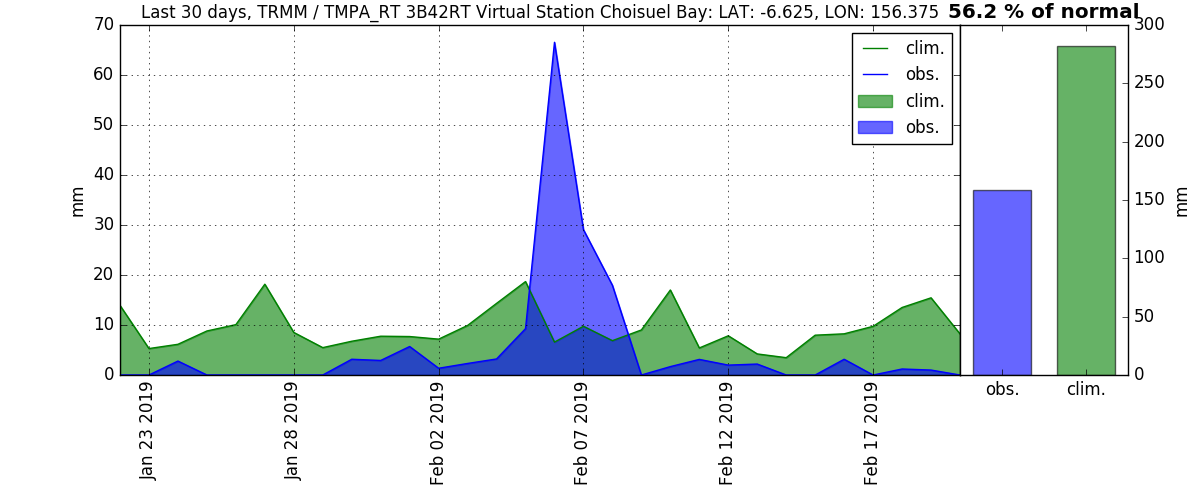 Last 30 days, TRMM / TMPA_RT 3B42RT Virtual Station Choisuel Bay: LAT: -6.625, LON: 156.375
56.2 % of normal
70
60
50
40
30
20
10
0
mm
clim.
obs.
clim.
obs.
Jan 23 2019
Jan 28 2019
Feb 02 2019
Feb 07 2019
Feb 12 2019
Feb 17 2019
300
250
200
150
100
50
0
mm
obs.
clim.